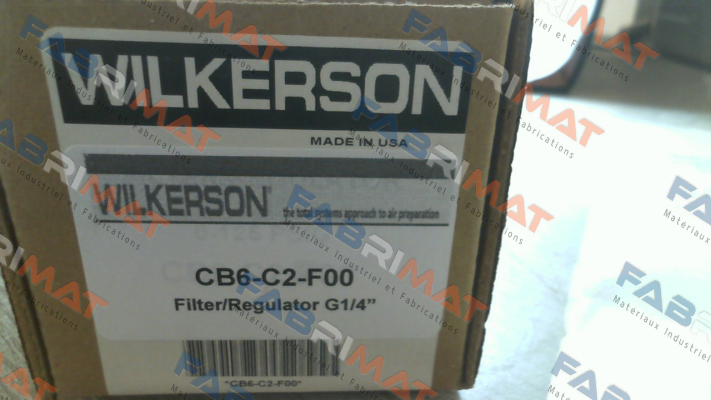 WILKERSON
MADE IN USA
WILKERSON®
the total systems approach to air preparation
CB6-C2-F00
Filter/Regulator G1/4"
"CB6-C2-F00"
FABRIMAT
Matériaux Industriel et Fabrications